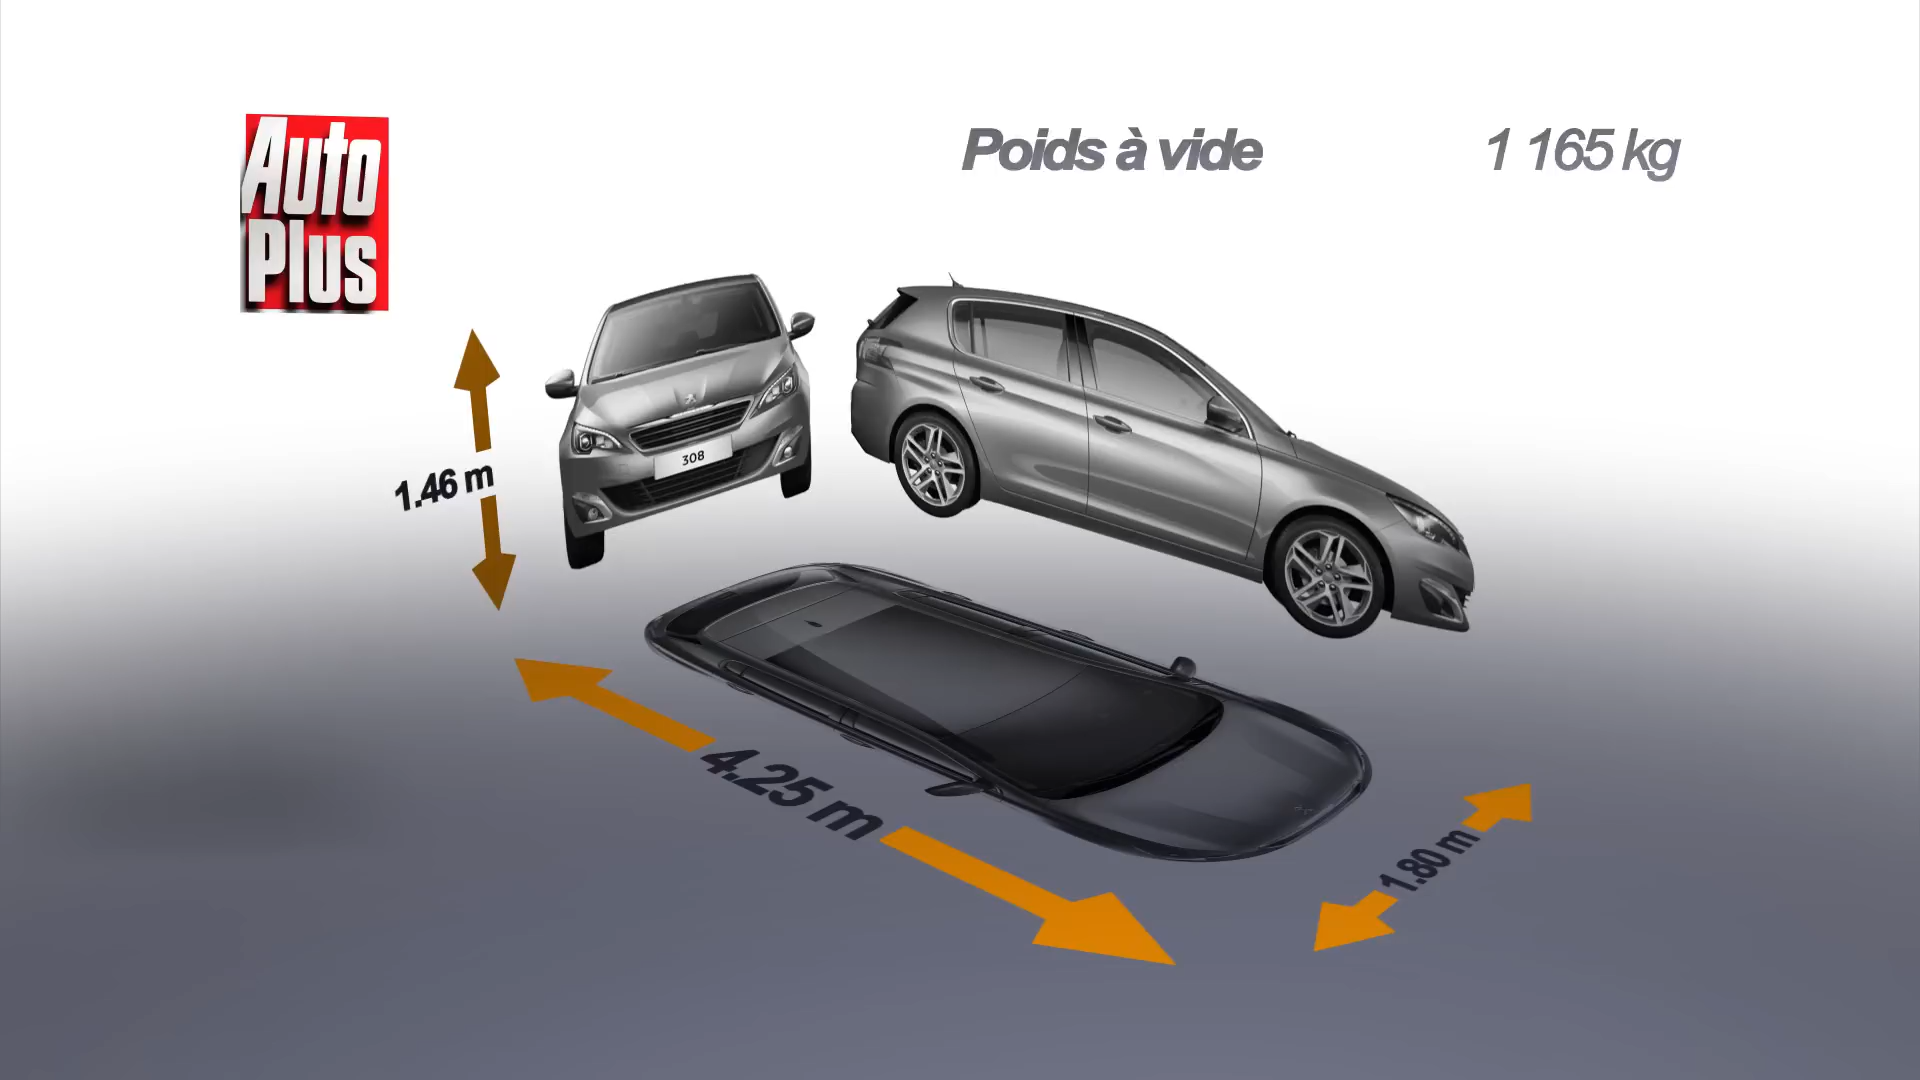 Auto
Plus
Poids à vide 1 165 kg
1.46 m
308
4.25 m
1.80 m